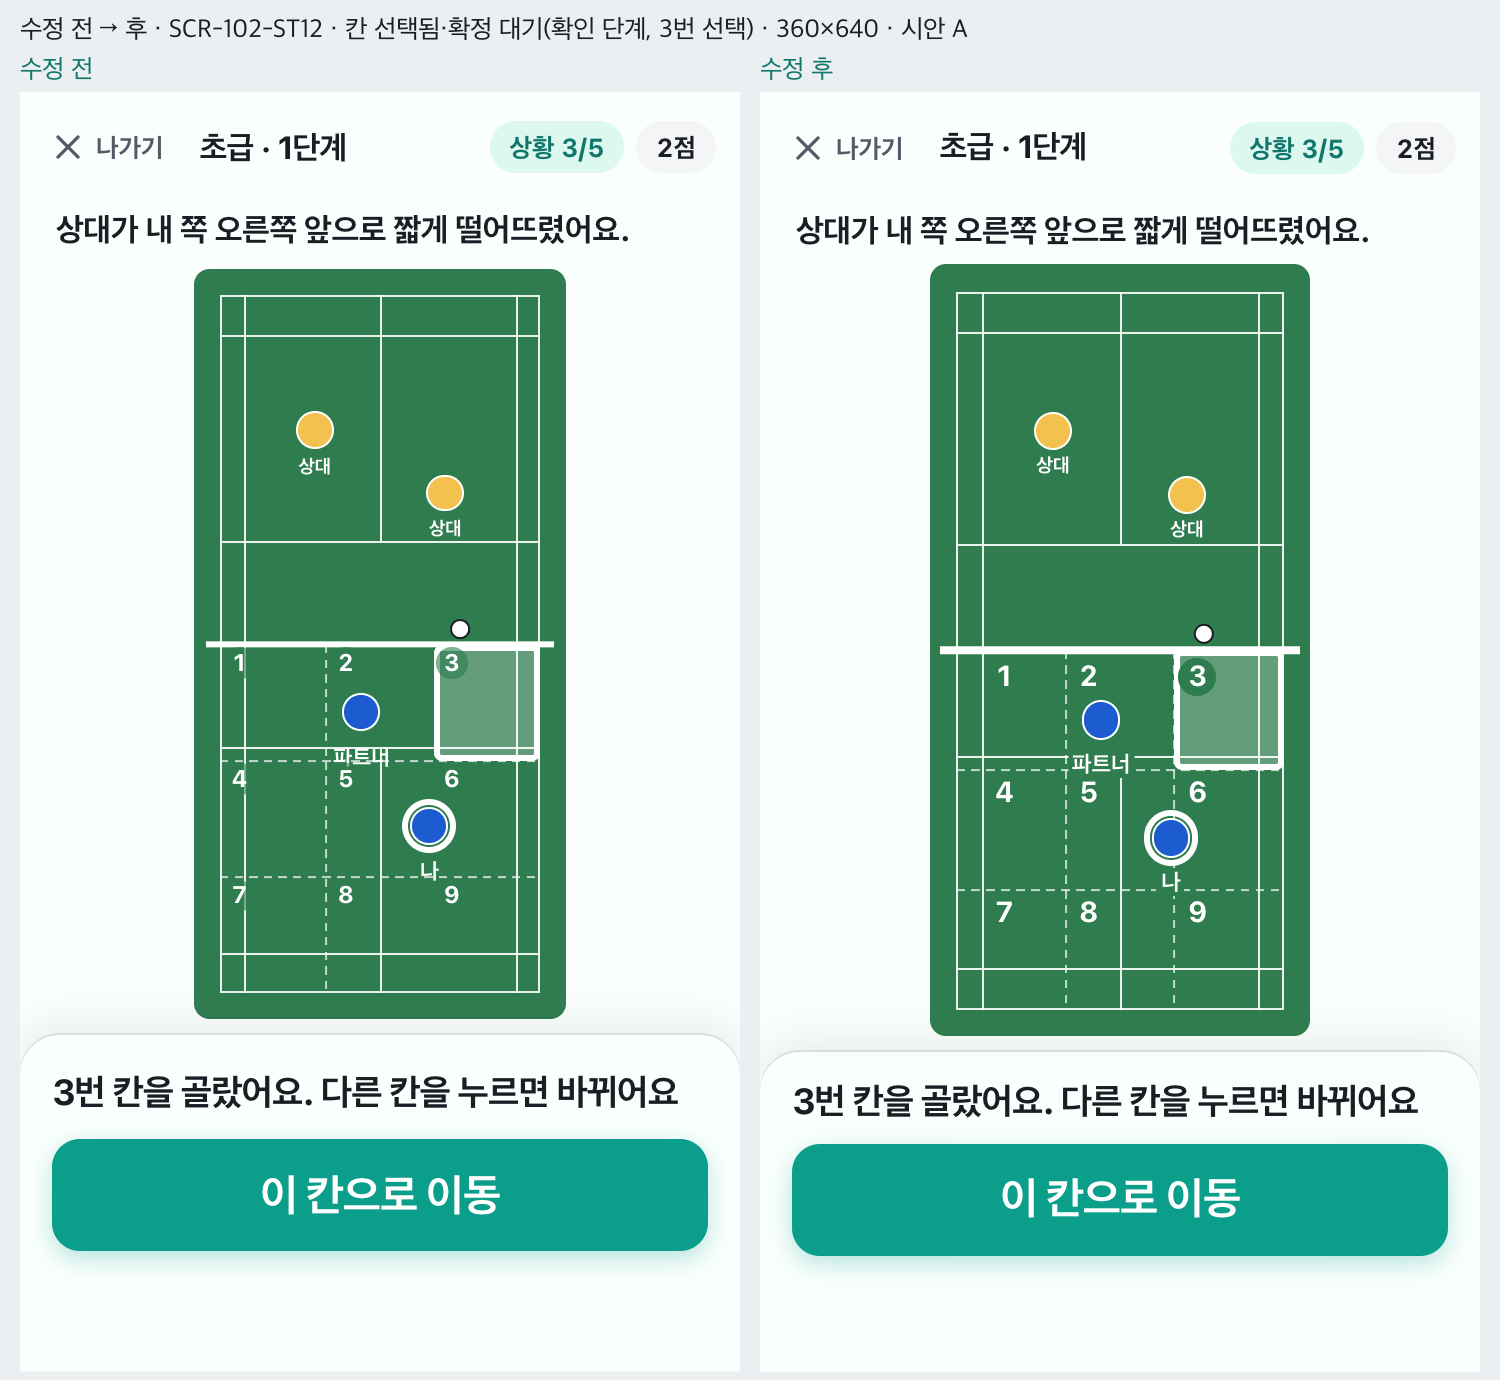 수정 전 → 후 · SCR-102-ST12 · 칸 선택됨·확정 대기(확인 단계, 3번 선택) · 360×640 · 시안 A
수정 전
나가기 초급 · 1단계 상황 3/5 2점
상대가 내 쪽 오른쪽 앞으로 짧게 떨어뜨렸어요.
상대
상대
1 2 3
파트너
4 5 6
나
7 8 9
3번 칸을 골랐어요. 다른 칸을 누르면 바뀌어요
이 칸으로 이동
수정 후
나가기 초급 · 1단계 상황 3/5 2점
상대가 내 쪽 오른쪽 앞으로 짧게 떨어뜨렸어요.
상대
상대
1 2 3
파트너
4 5 6
나
7 8 9
3번 칸을 골랐어요. 다른 칸을 누르면 바뀌어요
이 칸으로 이동